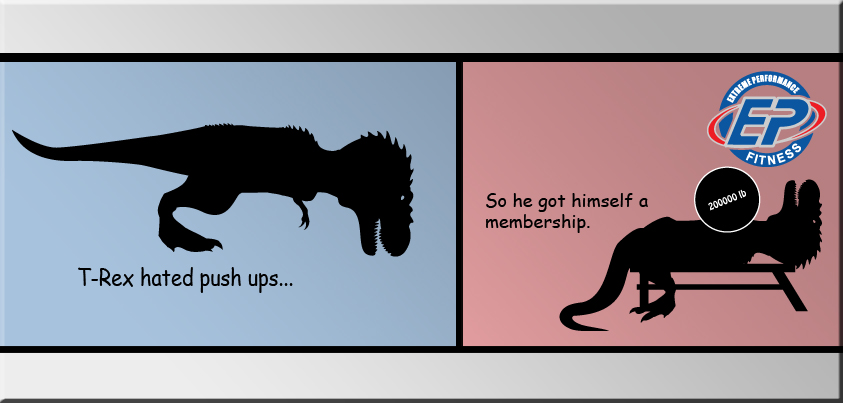 T-Rex hated push ups...
EXTREME PERFORMANCE
EP
FITNESS
200000 lb
So he got himself a
membership.